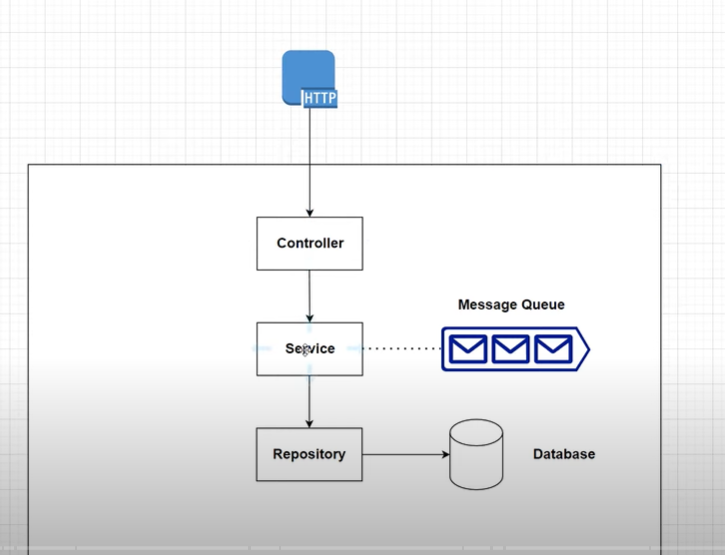 HTTP
Controller
Message Queue
Service
Repository
Database